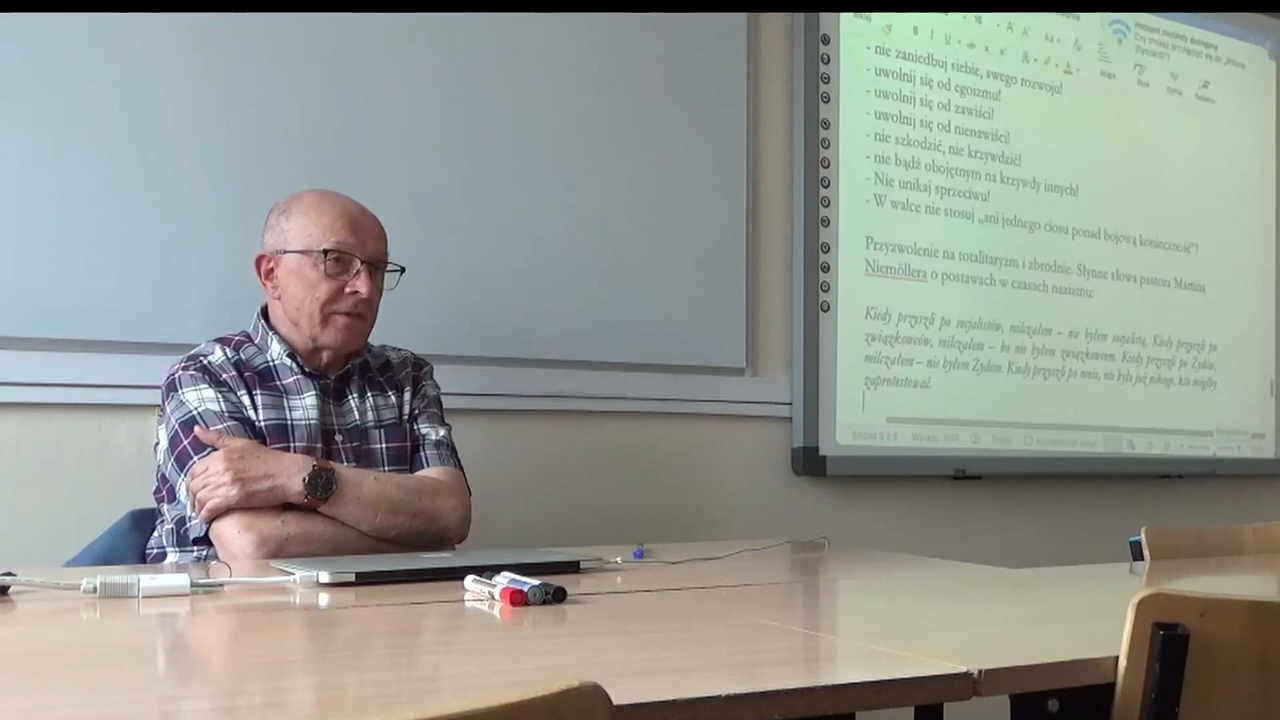 - nie zaniedbuj siebie, swego rozwoju!
- uwolnij się od egoizmu!
- uwolnij się od zawiści!
- uwolnij się od nienawiści!
- nie szkodzić, nie krzywdzić!
- nie bądź obojętnym na krzywdy innych!
- Nie unikaj sprzeciwu!
- W walce nie stosuj „ani jednego ciosu ponad bojową konieczność"!
Przyzwolenie na totalitaryzm i zbrodnie. Słynne słowa pastora Martina
Niemöllera o postawach w czasach nazizmu:
Kiedy przyszli po socjalistów, milczałem – nie byłem socjalistą. Kiedy przyszli po
związkowców, milczałem – bo nie byłem związkowcem. Kiedy przyszli po Żydów,
milczałem – nie byłem Żydem. Kiedy przyszli po mnie, nie było już nikogo, kto mógłby
zaprotestować.